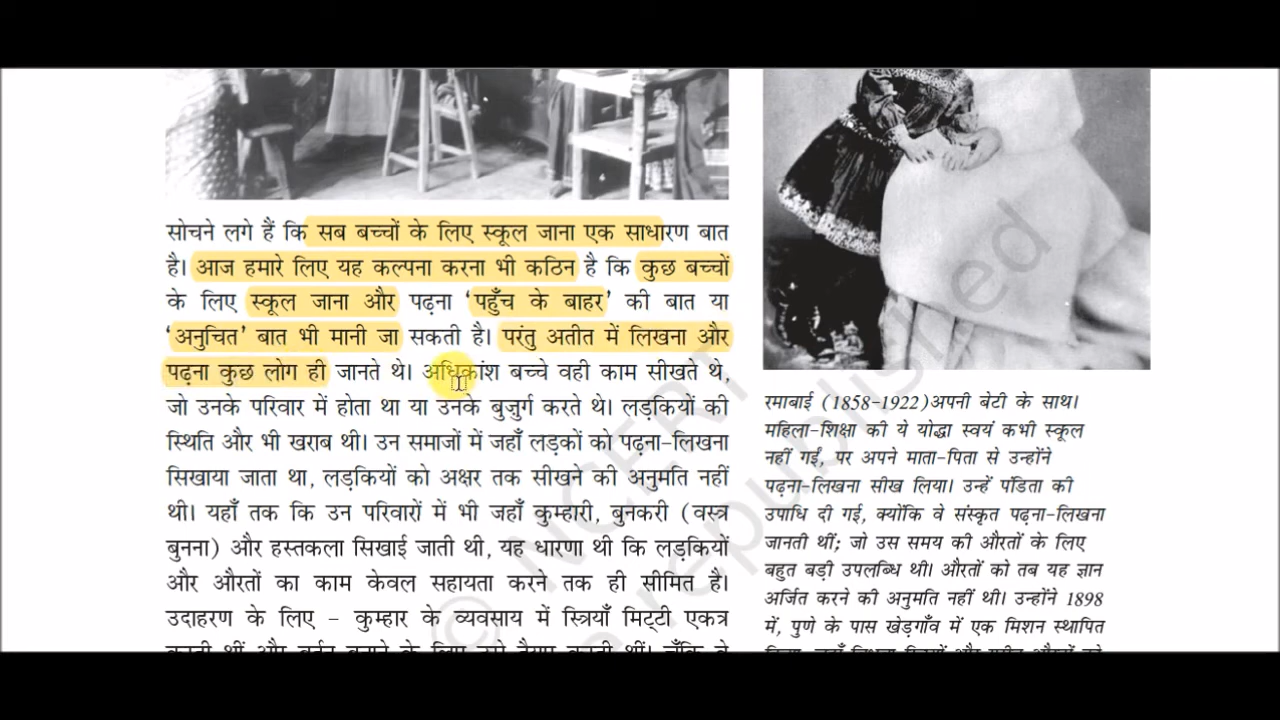 सोचने लगे हैं कि सब बच्चों के लिए स्कूल जाना एक साधारण बात
है। आज हमारे लिए यह कल्पना करना भी कठिन है कि कुछ बच्चों
के लिए स्कूल जाना और पढ़ना ‘पहुँच के बाहर’ की बात या
‘अनुचित’ बात भी मानी जा सकती है। परंतु अतीत में लिखना और
पढ़ना कुछ लोग ही जानते थे। अधिकांश बच्चे वही काम सीखते थे,
जो उनके परिवार में होता था या उनके बुजुर्ग करते थे। लड़कियों की
स्थिति और भी खराब थी। उन समाजों में जहाँ लड़कों को पढ़ना-लिखना
सिखाया जाता था, लड़कियों को अक्षर तक सीखने की अनुमति नहीं
थी। यहाँ तक कि उन परिवारों में भी जहाँ कुम्हारी, बुनकरी (वस्त्र
बुनना) और हस्तकला सिखाई जाती थी, यह धारणा थी कि लड़कियों
और औरतों का काम केवल सहायता करने तक ही सीमित है।
उदाहरण के लिए – कुम्हार के व्यवसाय में स्त्रियाँ मिट्टी एकत्र
रमाबाई (1858-1922)अपनी बेटी के साथ।
महिला-शिक्षा की ये योद्धा स्वयं कभी स्कूल
नहीं गईं, पर अपने माता-पिता से उन्होंने
पढ़ना-लिखना सीख लिया। उन्हें पंडिता की
उपाधि दी गई, क्योंकि वे संस्कृत पढ़ना-लिखना
जानती थीं; जो उस समय की औरतों के लिए
बहुत बड़ी उपलब्धि थी। औरतों को तब यह ज्ञान
अर्जित करने की अनुमति नहीं थी। उन्होंने 1898
में, पुणे के पास खेड़गाँव में एक मिशन स्थापित
© NCERT
republished